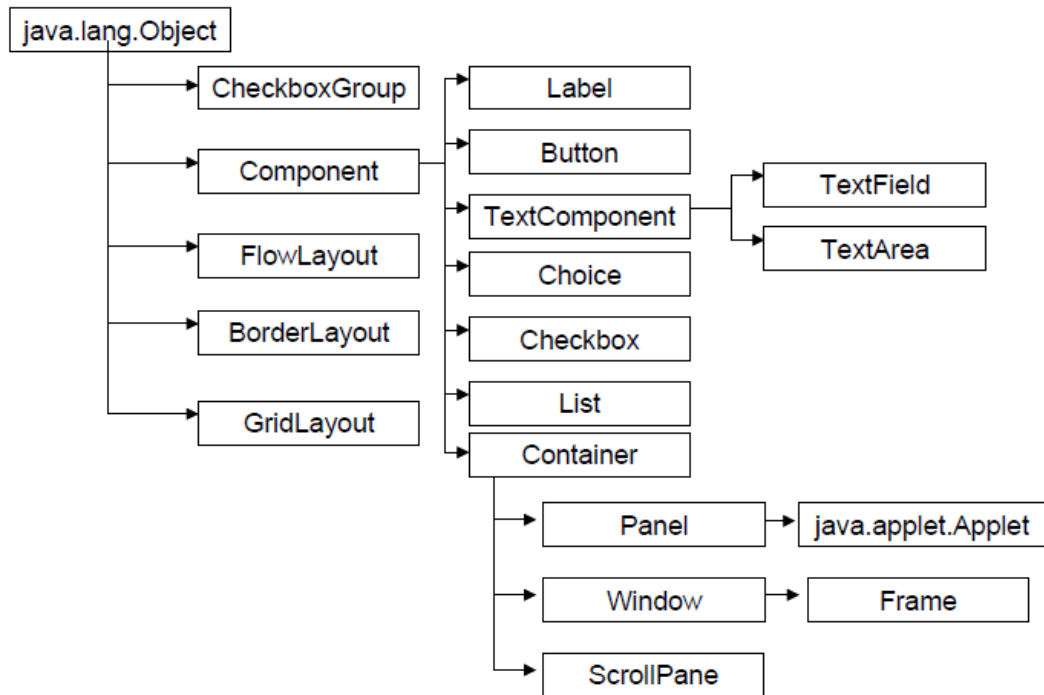 java.lang.Object
CheckboxGroup
Label
Component
Button
TextComponent
TextField
TextArea
FlowLayout
Choice
BorderLayout
Checkbox
GridLayout
List
Container
Panel
java.applet.Applet
Window
Frame
ScrollPane